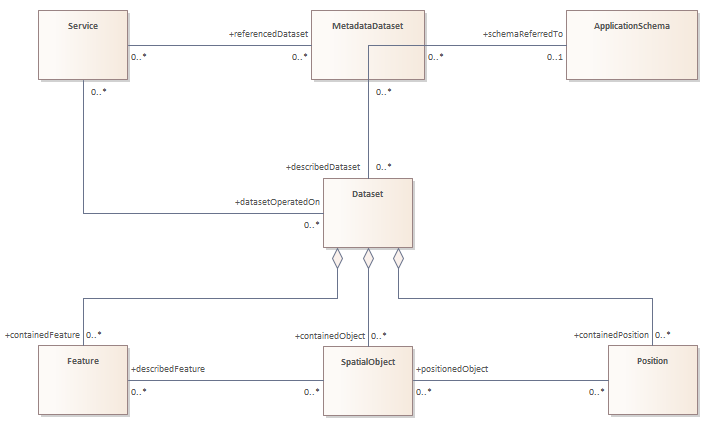 Service
MetadataDataset
ApplicationSchema
+referencedDataset
+schemaReferredTo
0..*
0..*
0..*
0..1
0..*
0..*
+describedDataset
0..*
Dataset
+datasetOperatedOn
0..*
+containedFeature
0..*
+containedObject
0..*
+containedPosition
0..*
Feature
SpatialObject
Position
+describedFeature
+positionedObject
0..*
0..*
0..*
0..*